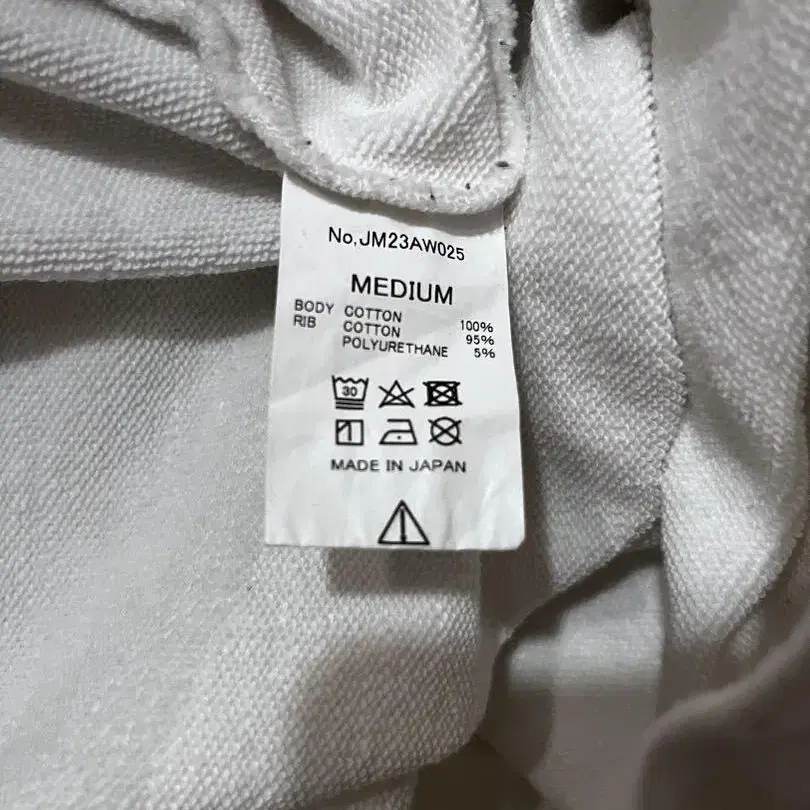 No.JM23AW025
MEDIUM
BODY COTTON 100%
RIB COTTON 95%
POLYURETHANE 5%
30
MADE IN JAPAN